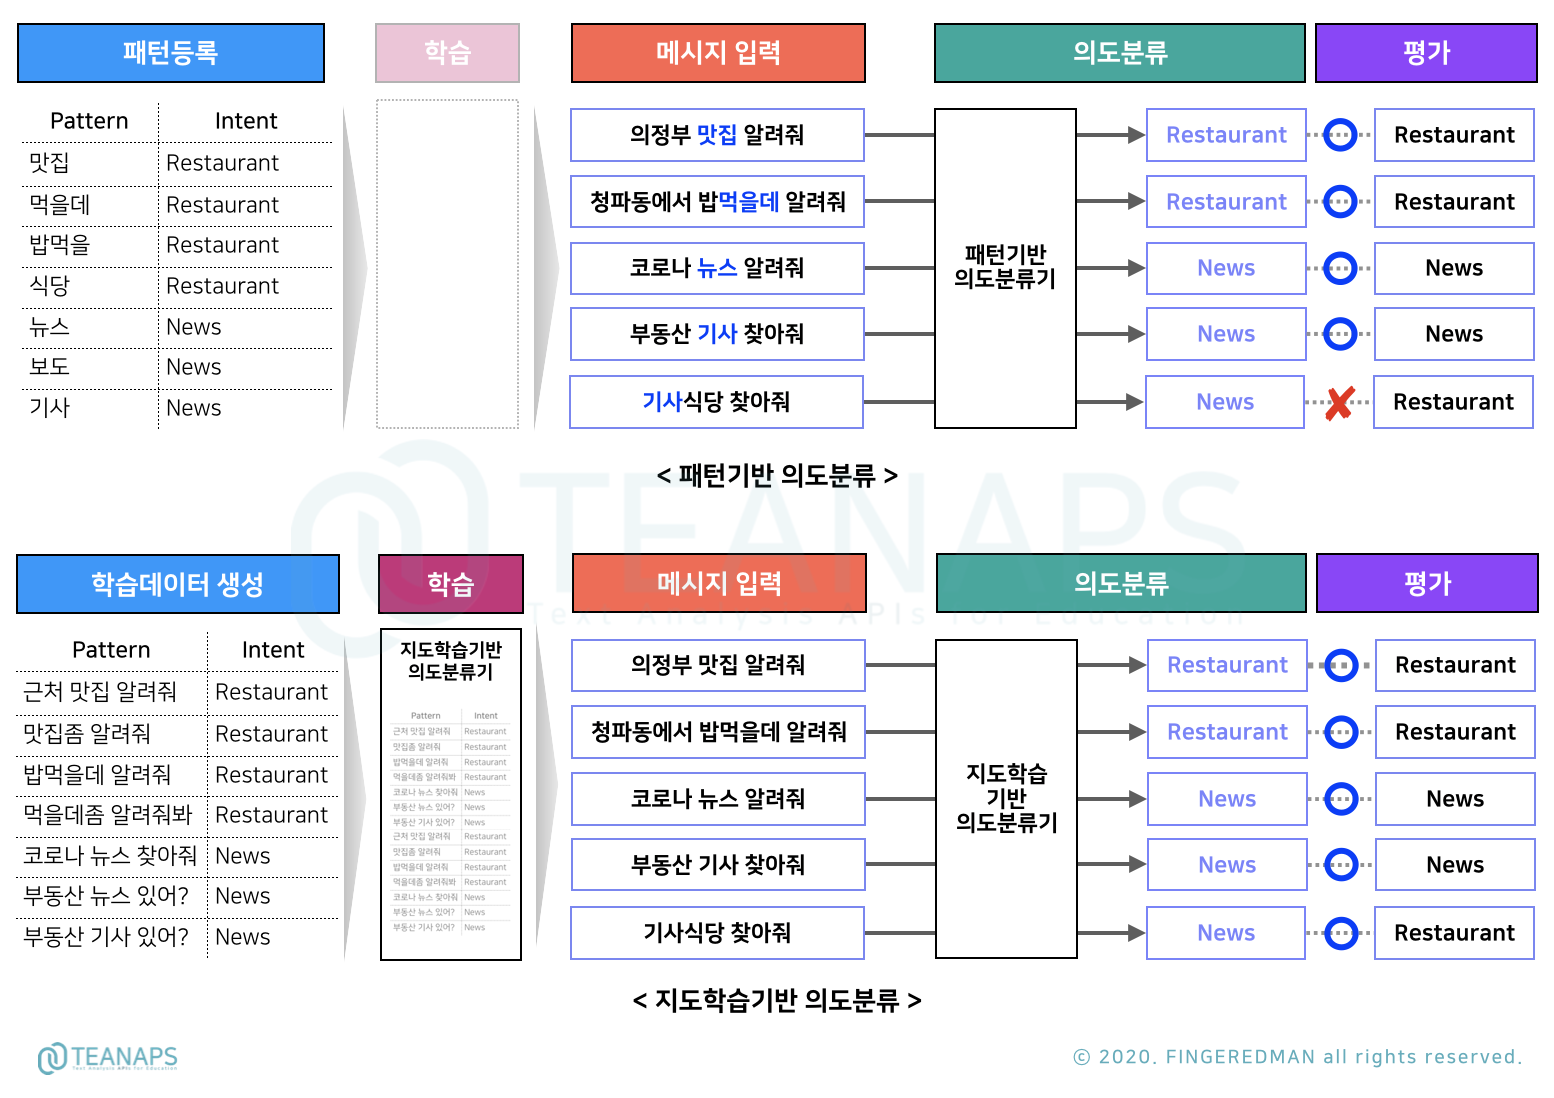 패턴등록 학습 메시지 입력 의도분류 평가
Pattern Intent
맛집 Restaurant
먹을데 Restaurant
밥먹을 Restaurant
식당 Restaurant
뉴스 News
보도 News
기사 News
의정부 맛집 알려줘
청파동에서 밥먹을데 알려줘
코로나 뉴스 알려줘
부동산 기사 찾아줘
기사식당 찾아줘
패턴기반
의도분류기
Restaurant Restaurant
Restaurant Restaurant
News News
News News
News Restaurant
< 패턴기반 의도분류 >
TEANAPS
Text Analysis APIs for Education
학습데이터 생성 학습 메시지 입력 의도분류 평가
Pattern Intent
근처 맛집 알려줘 Restaurant
맛집좀 알려줘 Restaurant
밥먹을데 알려줘 Restaurant
먹을데좀 알려줘봐 Restaurant
코로나 뉴스 찾아줘 News
부동산 뉴스 있어? News
부동산 기사 있어? News
지도학습기반
의도분류기
Pattern Intent
근처 맛집 알려줘 Restaurant
맛집좀 알려줘 Restaurant
밥먹을데 알려줘 Restaurant
먹을데좀 알려줘봐 Restaurant
코로나 뉴스 찾아줘 News
부동산 뉴스 있어? News
부동산 기사 있어? News
근처 맛집 알려줘 Restaurant
맛집좀 알려줘 Restaurant
밥먹을데 알려줘 Restaurant
먹을데좀 알려줘봐 Restaurant
코로나 뉴스 찾아줘 News
부동산 뉴스 있어? News
부동산 기사 있어? News
의정부 맛집 알려줘
청파동에서 밥먹을데 알려줘
코로나 뉴스 알려줘
부동산 기사 찾아줘
기사식당 찾아줘
지도학습
기반
의도분류기
Restaurant Restaurant
Restaurant Restaurant
News News
News News
News Restaurant
< 지도학습기반 의도분류 >
TEANAPS
Text Analysis APIs for Education
© 2020. FINGEREDMAN all rights reserved.